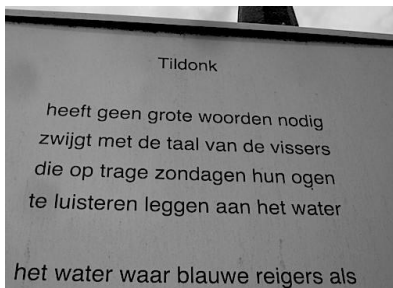 Tildonk
heeft geen grote woorden nodig
zwijgt met de taal van de vissers
die op trage zondagen hun ogen
te luisteren leggen aan het water
het water waar blauwe reigers als